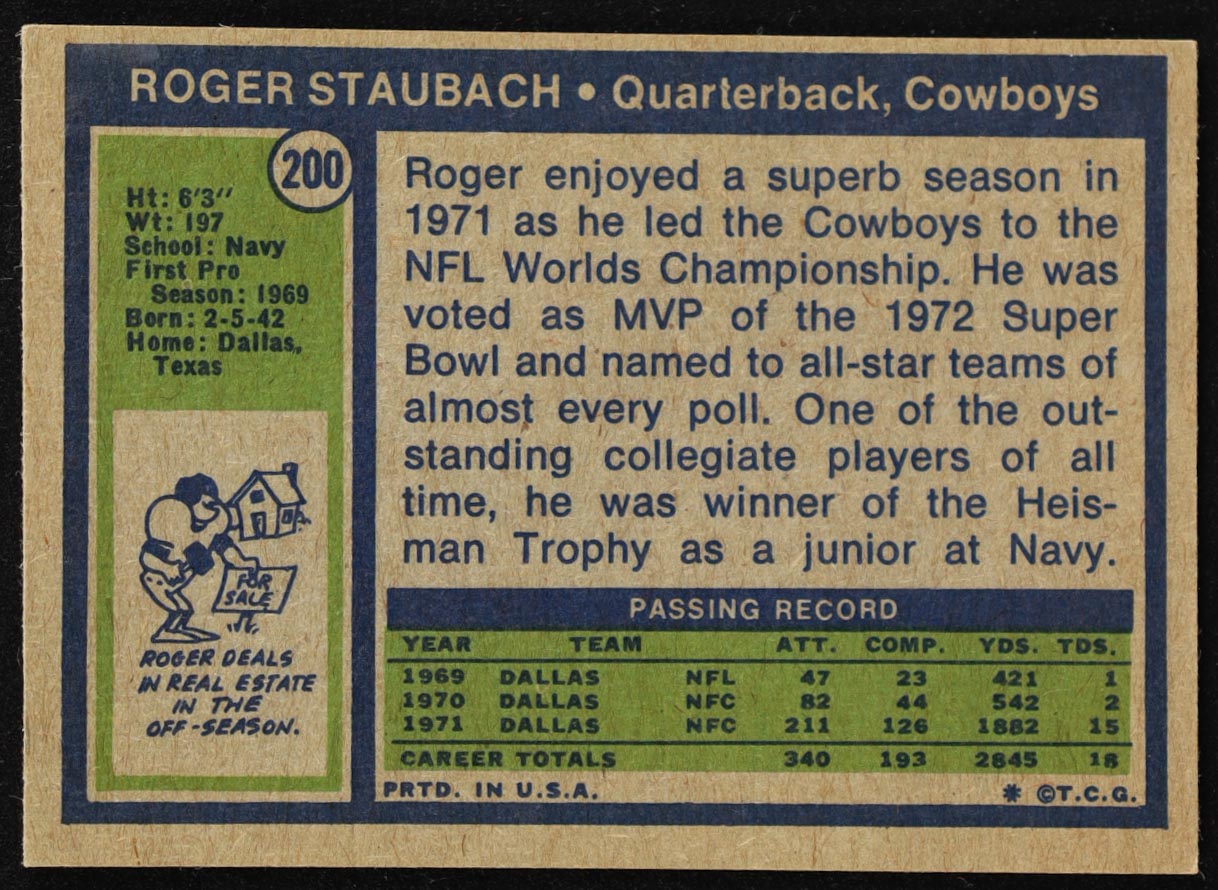 ROGER STAUBACH • Quarterback, Cowboys
200
Ht: 6'3"
Wt: 197
School: Navy
First Pro
Season: 1969
Born: 2-5-42
Home: Dallas,
Texas
FOR
SALE
ROGER DEALS
IN REAL ESTATE
IN THE
OFF-SEASON.
Roger enjoyed a superb season in
1971 as he led the Cowboys to the
NFL Worlds Championship. He was
voted as MVP of the 1972 Super
Bowl and named to all-star teams of
almost every poll. One of the out-
standing collegiate players of all
time, he was winner of the Heis-
man Trophy as a junior at Navy.
PASSING RECORD
YEAR TEAM ATT. COMP. YDS. TDS.
1969 DALLAS NFL 47 23 421 1
1970 DALLAS NFC 82 44 542 2
1971 DALLAS NFC 211 126 1882 15
CAREER TOTALS 340 193 2845 18
PRTD. IN U.S.A. * ©T.C.G.